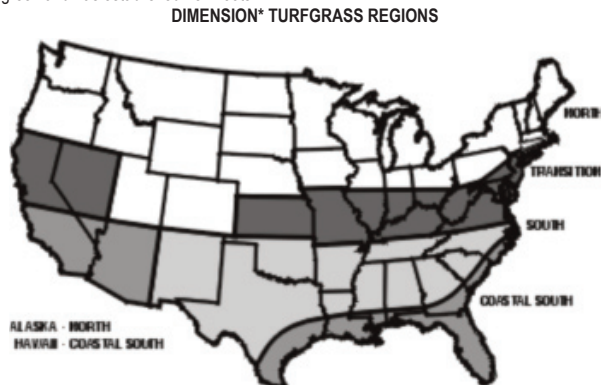 DIMENSION* TURFGRASS REGIONS
NORTH
TRANSITION
SOUTH
COASTAL SOUTH
ALASKA - NORTH
HAWAII - COASTAL SOUTH